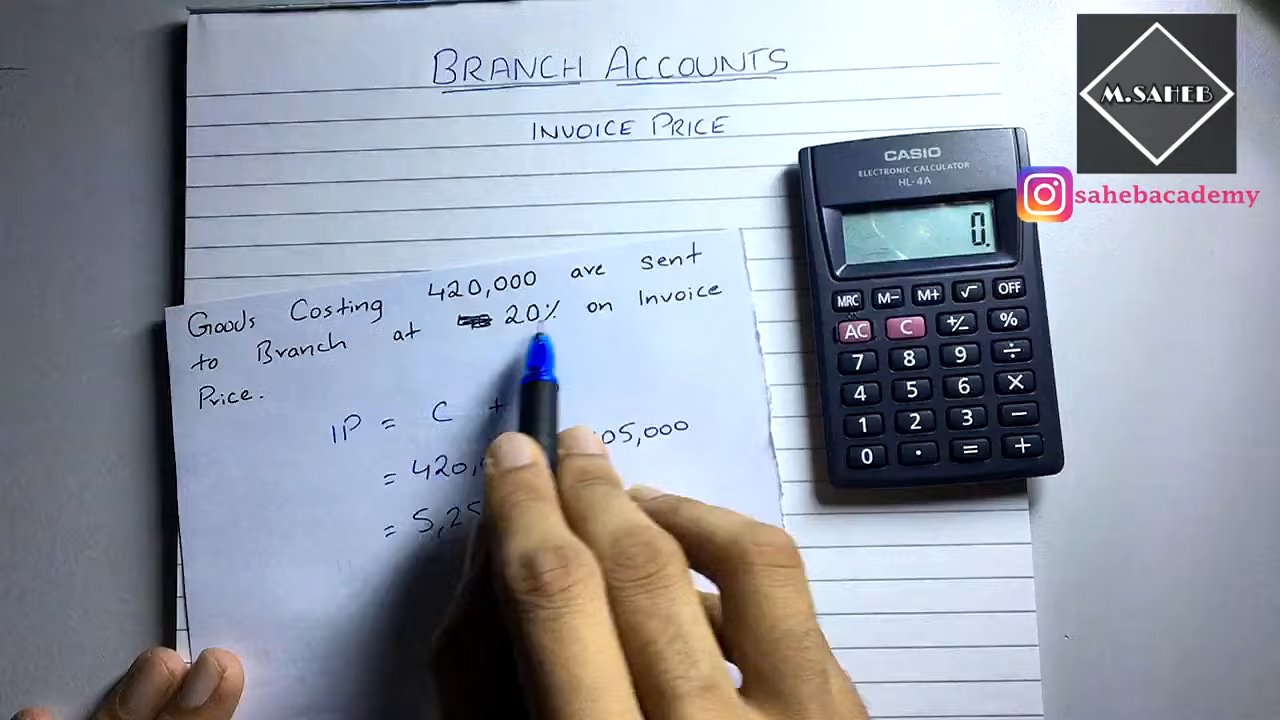 BRANCH ACCOUNTS
INVOICE PRICE
M.SAHEB
sahebacademy
CASIO
ELECTRONIC CALCULATOR
HL-4A
0.
MRC M- M+ √ OFF
AC C +/- %
7 8 9 ÷
4 5 6 ×
1 2 3 −
0 . = +
Goods Costing 420,000 are sent
to Branch at 20% on Invoice
Price.
IP = C +
= 420, 05,000
= 5,25